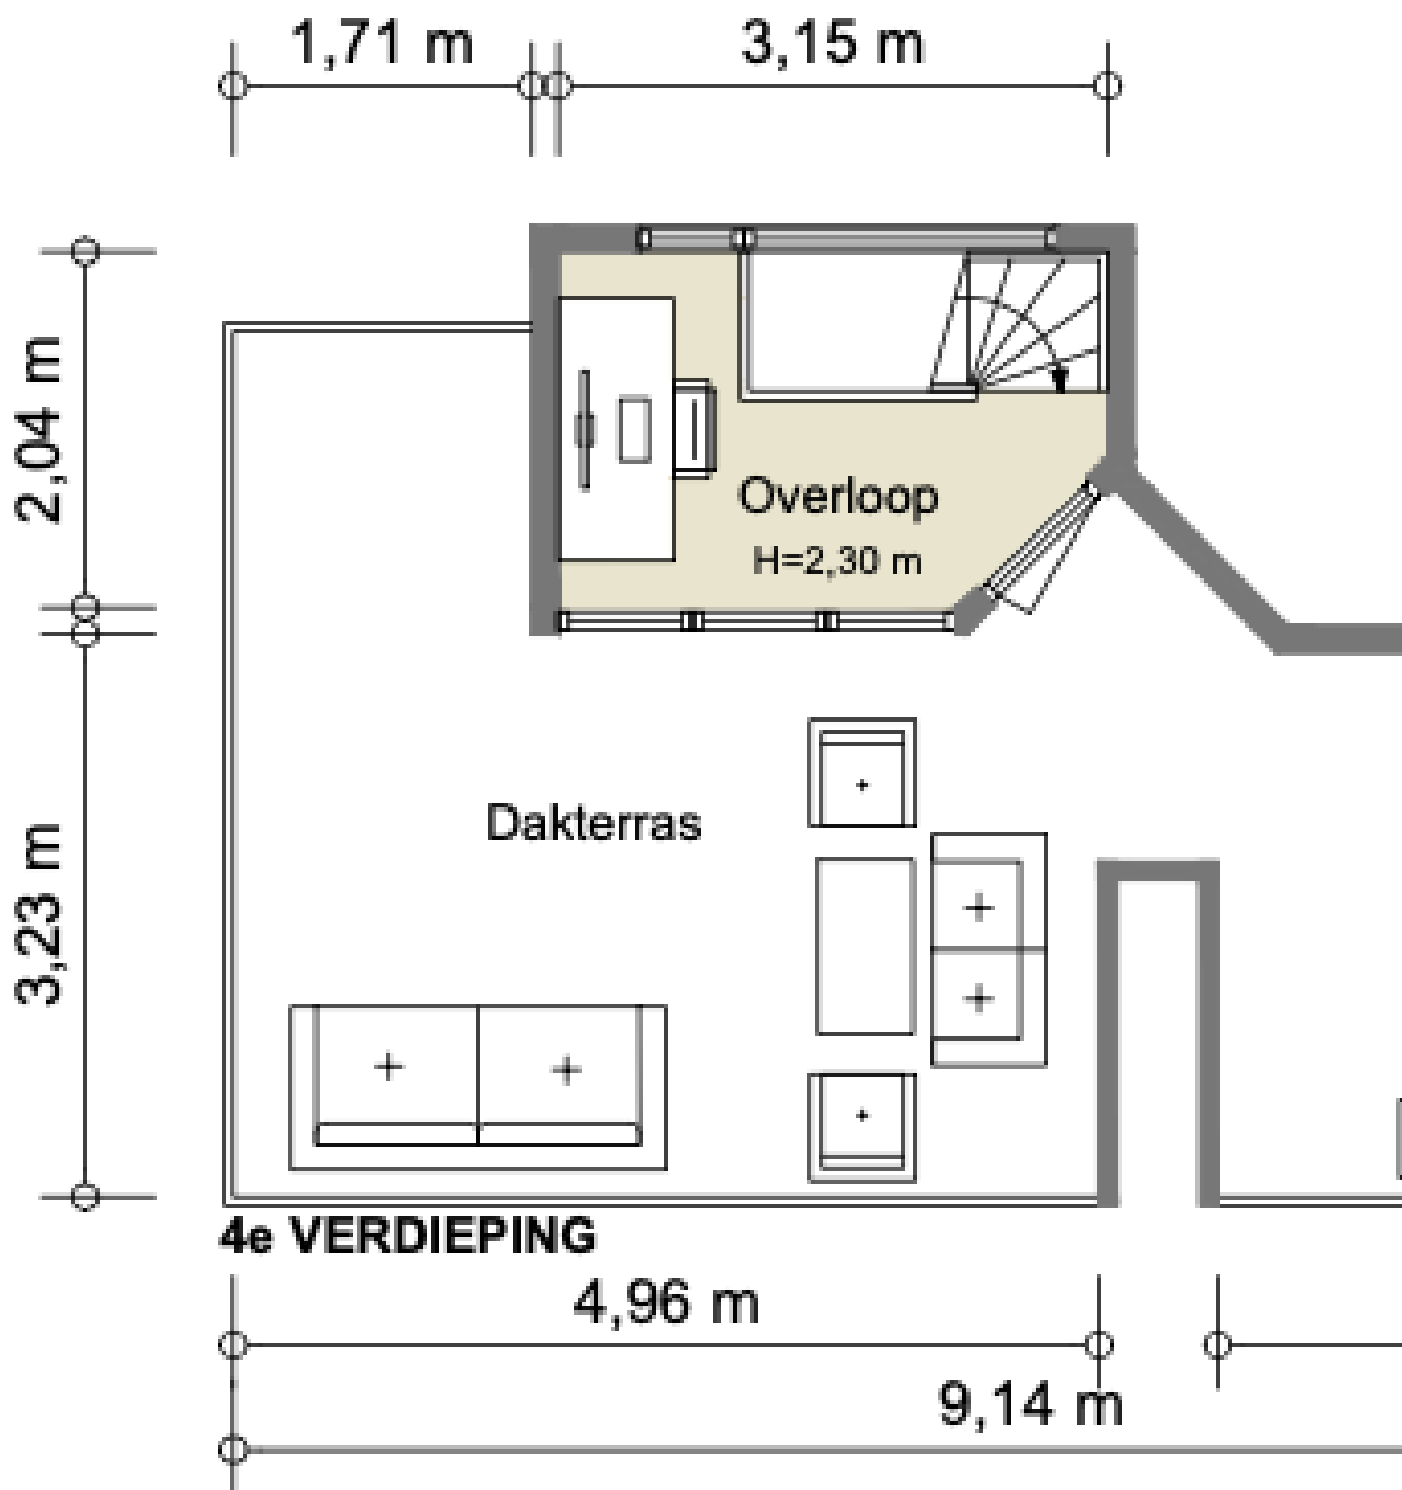 1,71 m
3,15 m
2,04 m
Overloop
H=2,30 m
3,23 m
Dakterras
4e VERDIEPING
4,96 m
9,14 m